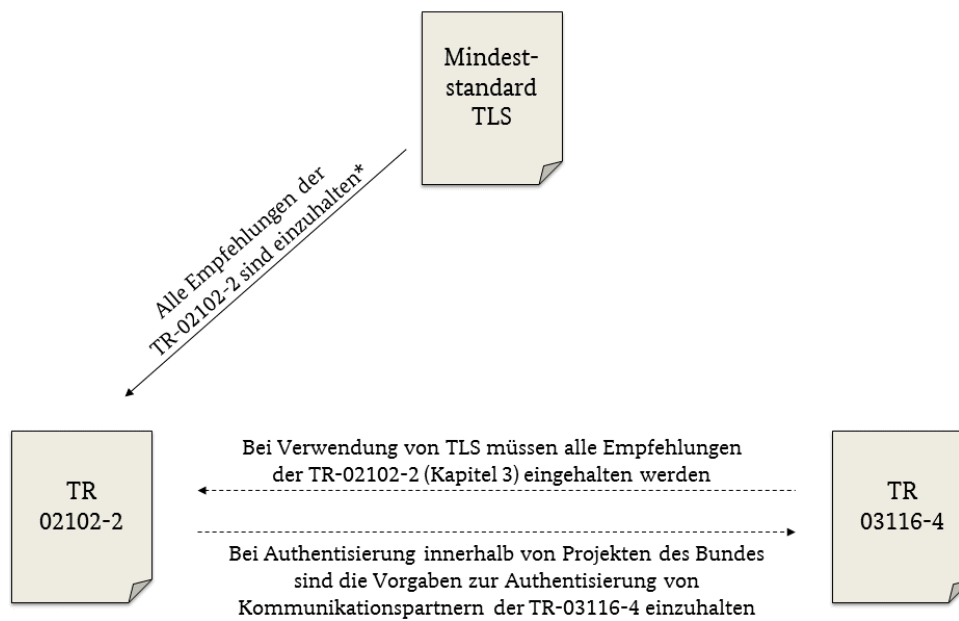 Mindest-
standard
TLS
Alle Empfehlungen der
TR-02102-2 sind einzuhalten*
TR
02102-2
Bei Verwendung von TLS müssen alle Empfehlungen
der TR-02102-2 (Kapitel 3) eingehalten werden
Bei Authentisierung innerhalb von Projekten des Bundes
sind die Vorgaben zur Authentisierung von
Kommunikationspartnern der TR-03116-4 einzuhalten
TR
03116-4